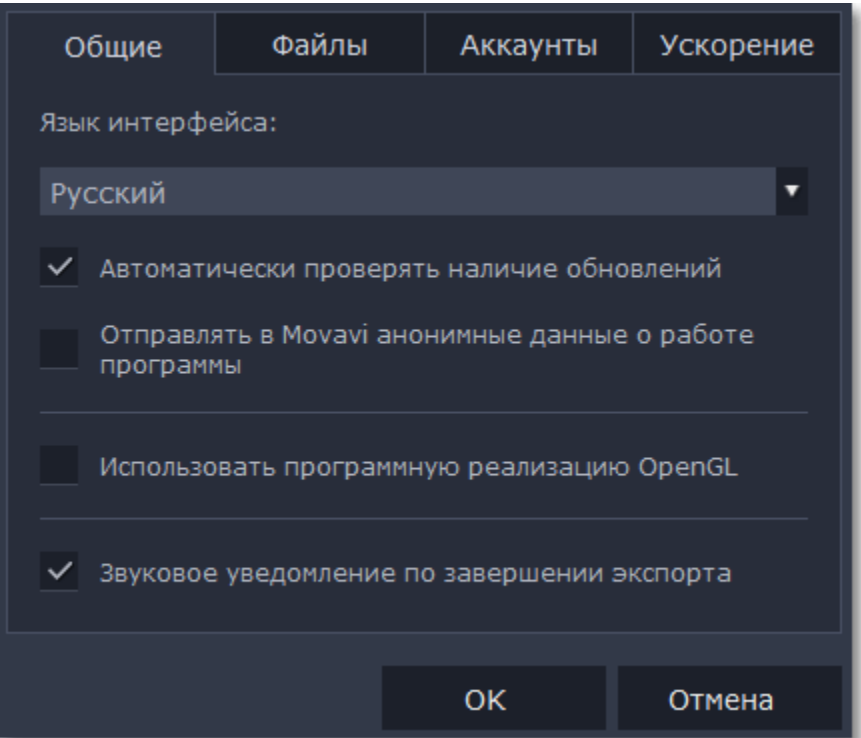 Общие Файлы Аккаунты Ускорение
Язык интерфейса:
Русский
Автоматически проверять наличие обновлений
Отправлять в Movavi анонимные данные о работе
программы
Использовать программную реализацию OpenGL
Звуковое уведомление по завершении экспорта
OK Отмена